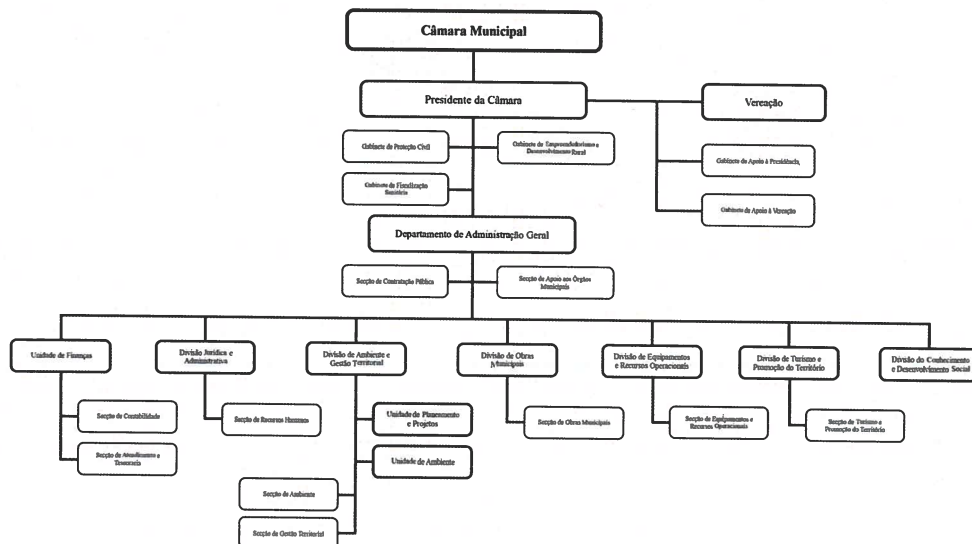 Câmara Municipal
Presidente da Câmara
Vereação
Gabinete de Proteção Civil
Gabinete de Empreendedorismo e
Desenvolvimento Rural
Gabinete de Apoio à Presidência,
Gabinete de Fiscalização
Sanitária
Gabinete de Apoio à Vereação
Departamento de Administração Geral
Secção de Contratação Pública
Secção de Apoio aos Órgãos
Municipais
Unidade de Finanças
Divisão Jurídica e
Administrativa
Divisão de Ambiente e
Gestão Territorial
Divisão de Obras
Municipais
Divisão de Equipamentos
e Recursos Operacionais
Divisão de Turismo e
Promoção do Território
Divisão do Conhecimento
e Desenvolvimento Social
Secção de Contabilidade
Secção de Recursos Humanos
Unidade de Planeamento
e Projetos
Secção de Obras Municipais
Secção de Equipamentos e
Recursos Operacionais
Secção de Turismo e
Promoção do Território
Secção de Atendimento e
Tesouraria
Unidade de Ambiente
Secção de Ambiente
Secção de Gestão Territorial